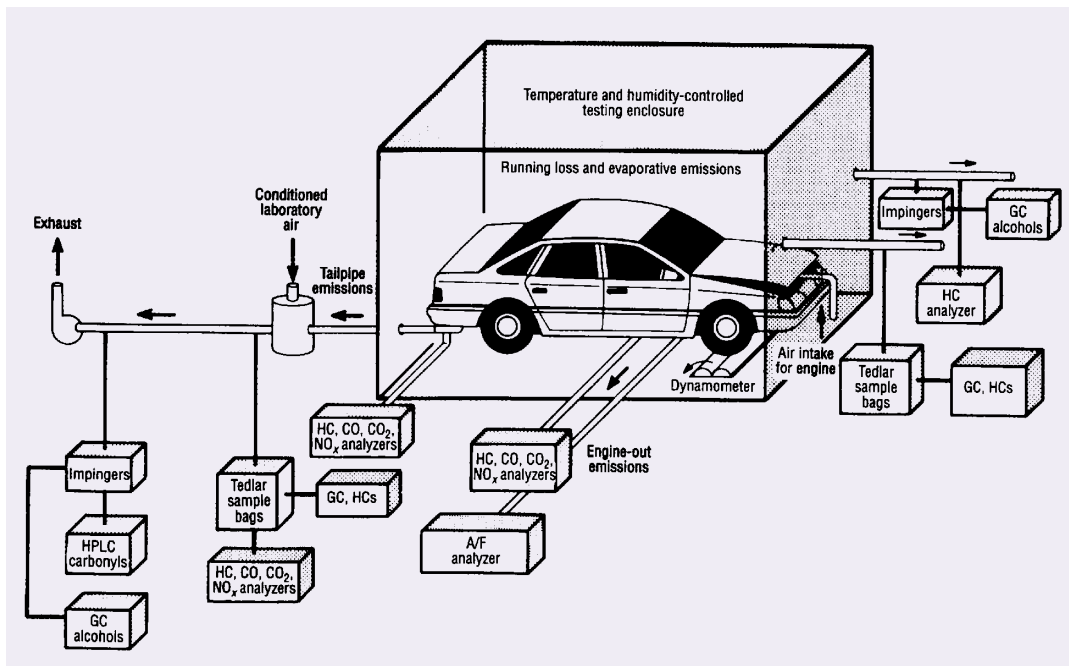 Temperature and humidity-controlled
testing enclosure
Running loss and evaporative emissions
Conditioned
laboratory
air
Exhaust
Tailpipe
emissions
Impingers
GC
alcohols
HC
analyzer
Air intake
for engine
Dynamometer
Tedlar
sample
bags
GC, HCs
HC, CO, CO₂,
NOₓ analyzers
HC, CO, CO₂,
NOₓ analyzers
Engine-out
emissions
A/F
analyzer
Impingers
HPLC
carbonyls
GC
alcohols
Tedlar
sample
bags
GC, HCs
HC, CO, CO₂,
NOₓ analyzers